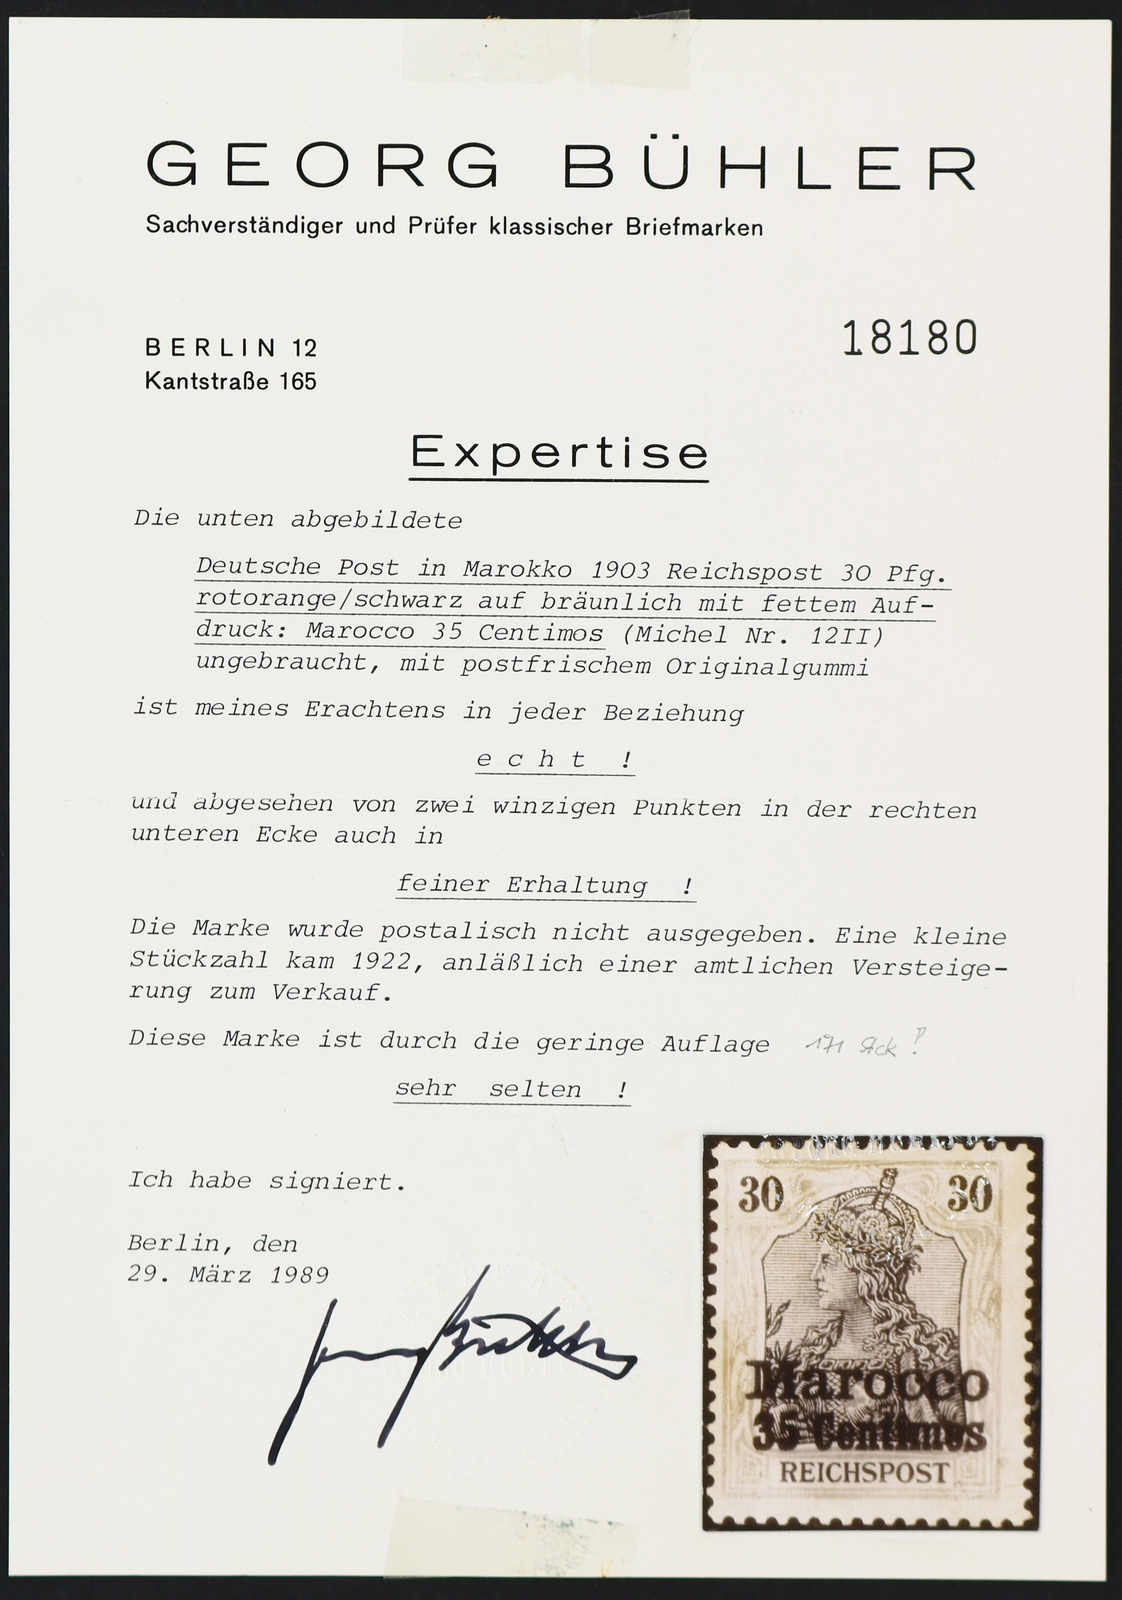 GEORG BÜHLER
Sachverständiger und Prüfer klassischer Briefmarken
BERLIN 12
18180
Kantstraße 165
Expertise
Die unten abgebildete
Deutsche Post in Marokko 1903 Reichspost 30 Pfg.
rotorange/schwarz auf bräunlich mit fettem Auf-
druck: Marocco 35 Centimos (Michel Nr. 12II)
ungebraucht, mit postfrischem Originalgummi
ist meines Erachtens in jeder Beziehung
e c h t !
und abgesehen von zwei winzigen Punkten in der rechten
unteren Ecke auch in
feiner Erhaltung !
Die Marke wurde postalisch nicht ausgegeben. Eine kleine
Stückzahl kam 1922, anläßlich einer amtlichen Versteige-
rung zum Verkauf.
Diese Marke ist durch die geringe Auflage 171 Stck !
sehr selten !
Ich habe signiert.
Berlin, den
29. März 1989
30 30
Marocco
35 Centimos
REICHSPOST